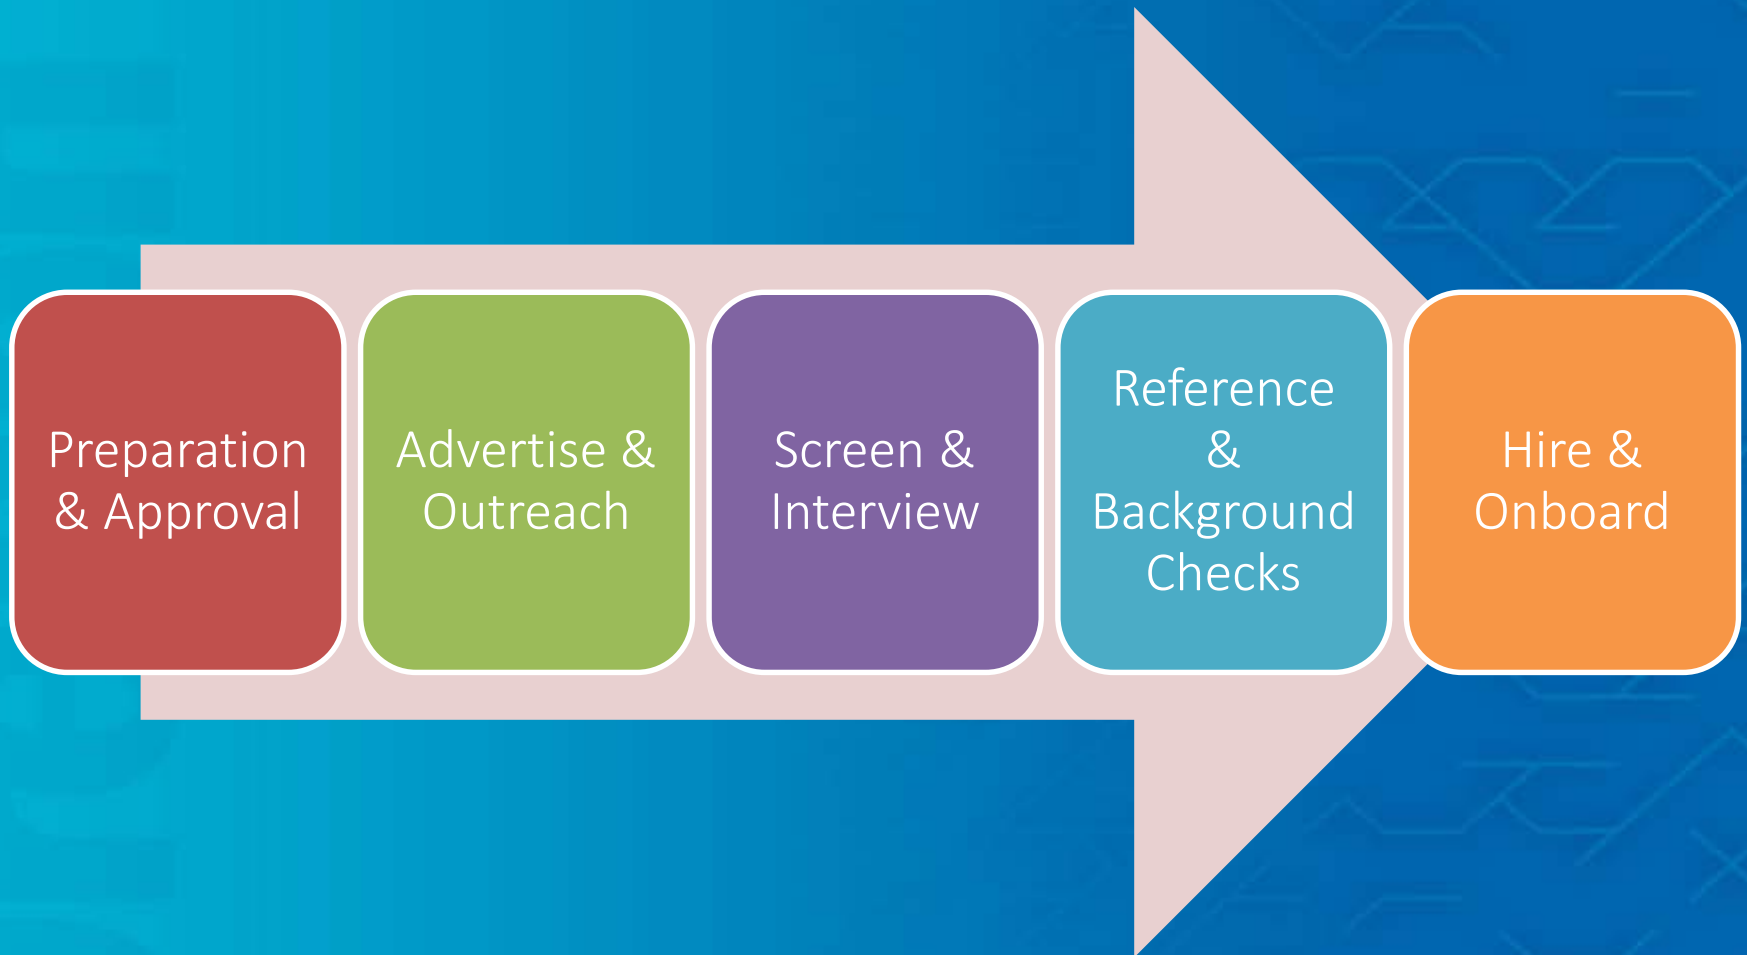 Preparation
& Approval
Advertise &
Outreach
Screen &
Interview
Reference
&
Background
Checks
Hire &
Onboard